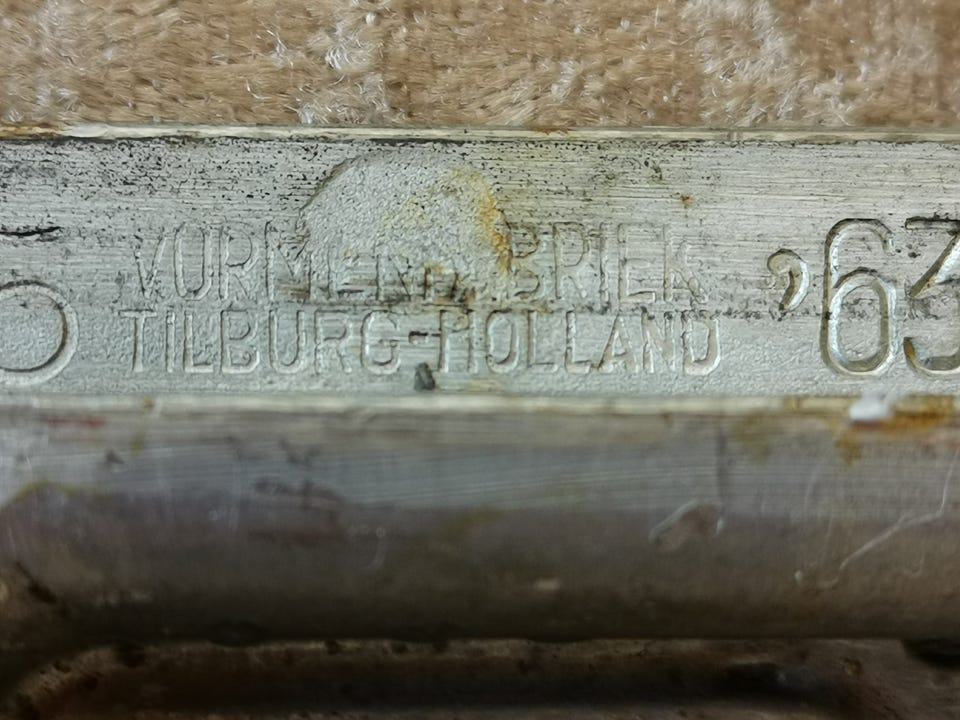 VORMENFABRIEK
TILBURG-HOLLAND
'63